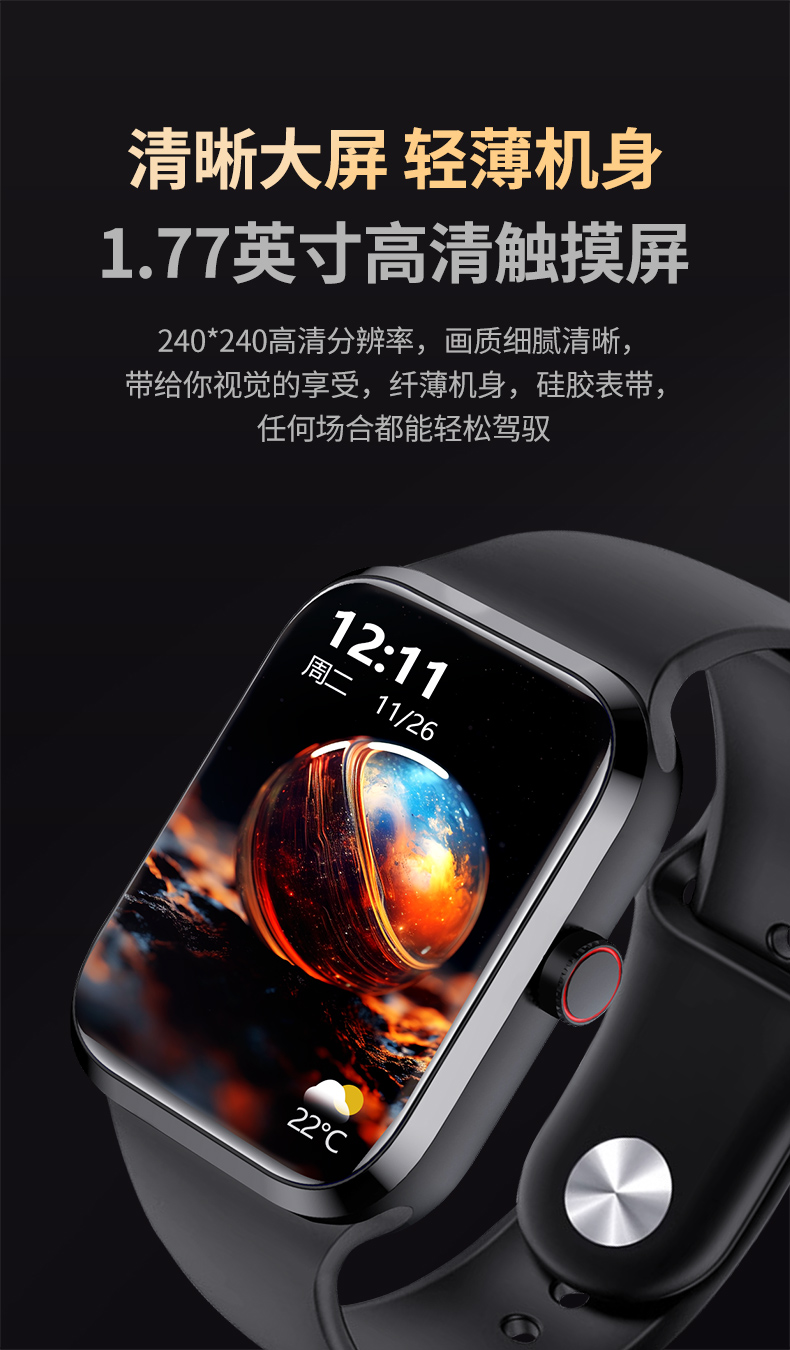 清晰大屏 轻薄机身
1.77英寸高清触摸屏
240*240高清分辨率，画质细腻清晰，
带给你视觉的享受，纤薄机身，硅胶表带，
任何场合都能轻松驾驭
12:11
周二
11/26
22℃